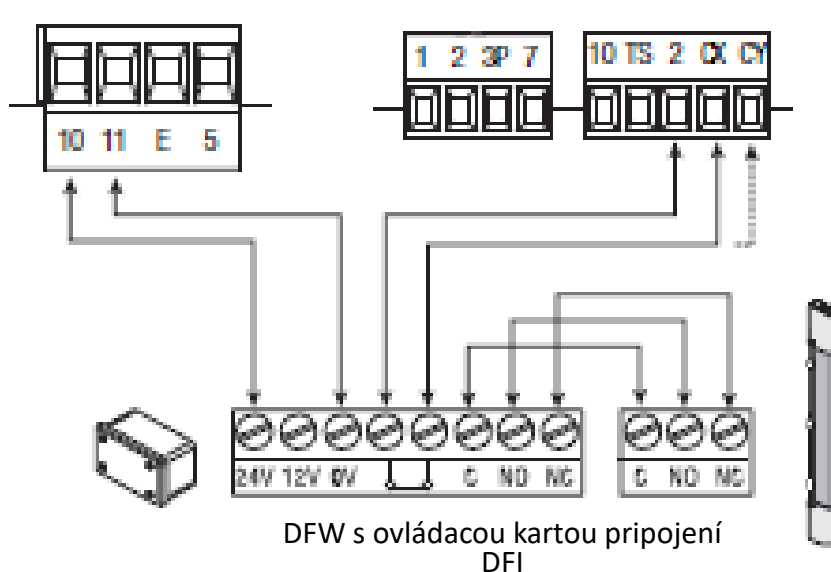 1 2 3P 7
10 TS 2 CX CY
10 11 E 5
24V 12V 0V C NO NC
C NO NC
DFW s ovládacou kartou pripojení
DFI